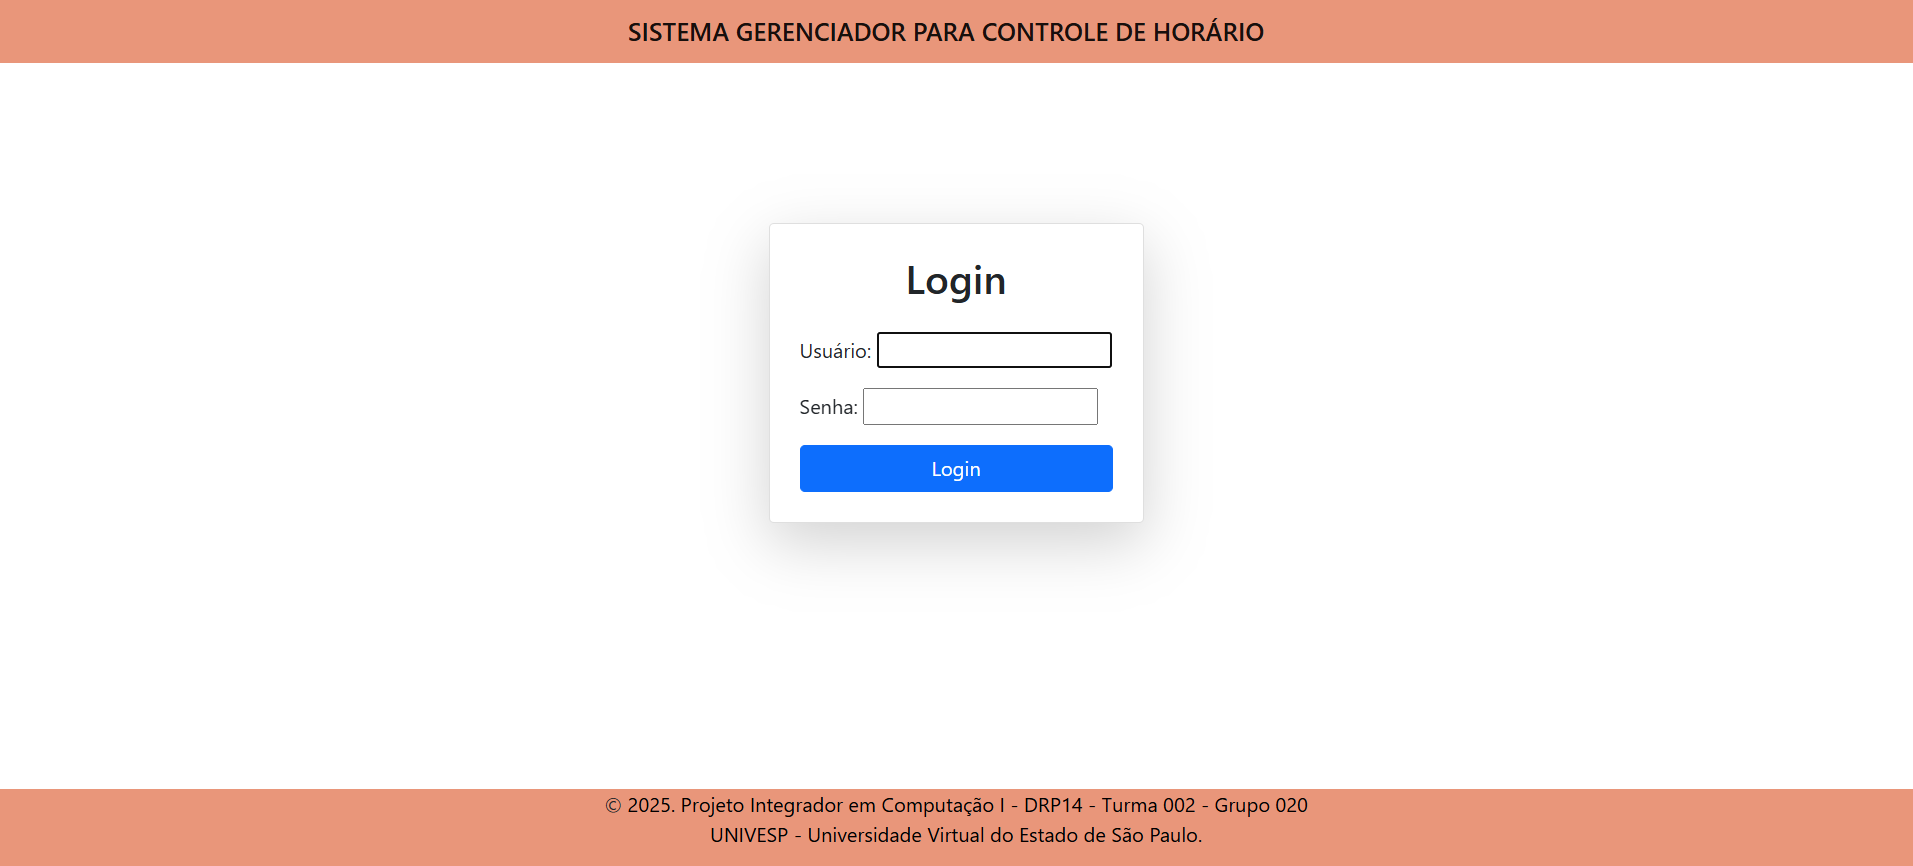 SISTEMA GERENCIADOR PARA CONTROLE DE HORÁRIO
Login
Usuário:
Senha:
Login
© 2025. Projeto Integrador em Computação I - DRP14 - Turma 002 - Grupo 020
UNIVESP - Universidade Virtual do Estado de São Paulo.